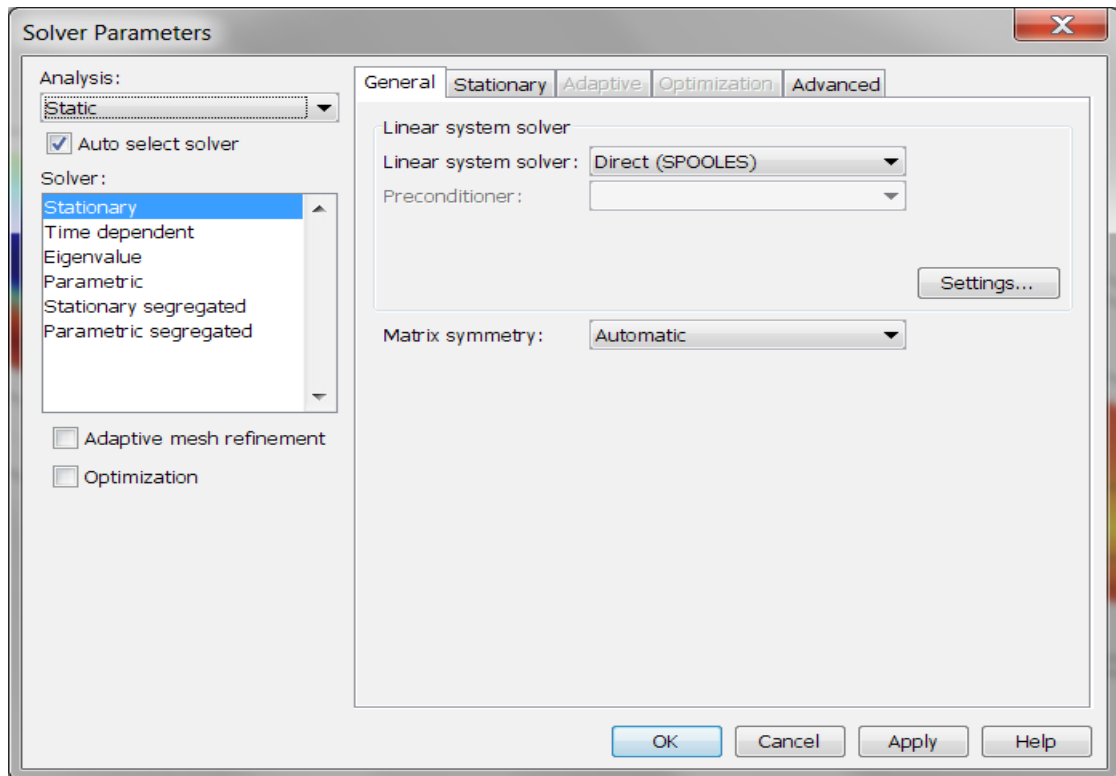 Solver Parameters
Analysis:
Static
Auto select solver
Solver:
Stationary
Time dependent
Eigenvalue
Parametric
Stationary segregated
Parametric segregated
Adaptive mesh refinement
Optimization
General Stationary Adaptive Optimization Advanced
Linear system solver
Linear system solver: Direct (SPOOLES)
Preconditioner:
Settings...
Matrix symmetry: Automatic
OK Cancel Apply Help